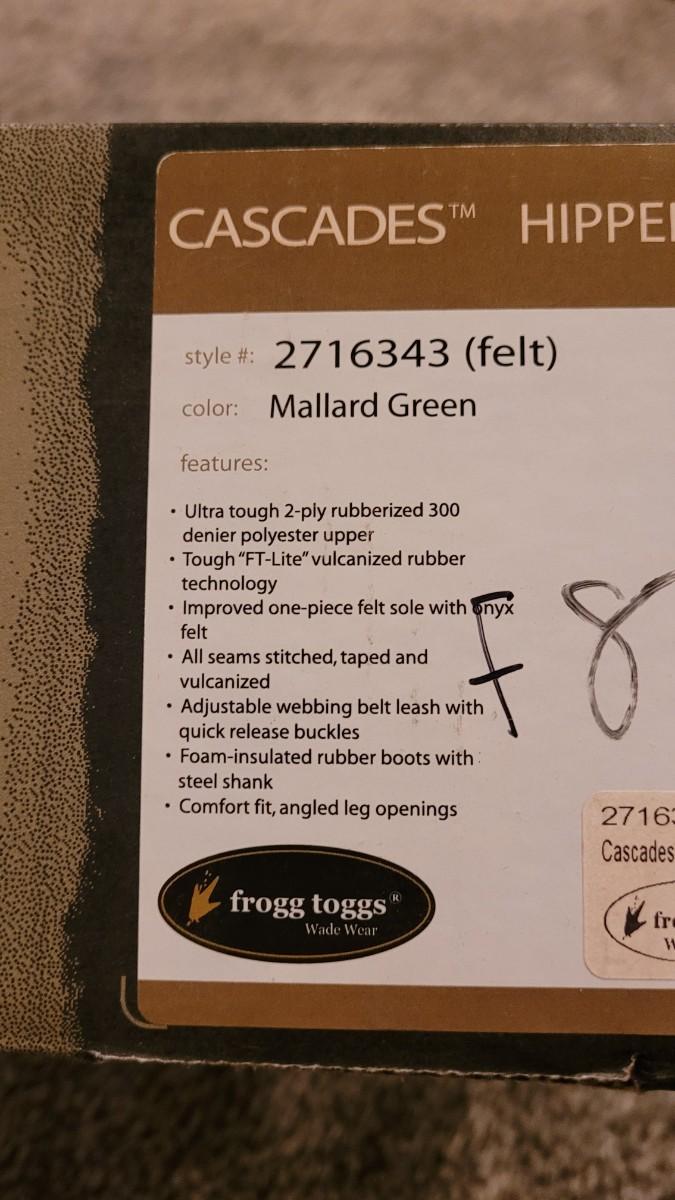 CASCADES™ HIPPE
style #: 2716343 (felt)
color: Mallard Green
features:
• Ultra tough 2-ply rubberized 300
denier polyester upper
• Tough “FT-Lite” vulcanized rubber
technology
• Improved one-piece felt sole with onyx
felt
• All seams stitched, taped and
vulcanized
• Adjustable webbing belt leash with
quick release buckles
• Foam-insulated rubber boots with
steel shank
• Comfort fit, angled leg openings
F 8
frogg toggs®
Wade Wear
2716
Cascades
fr
W